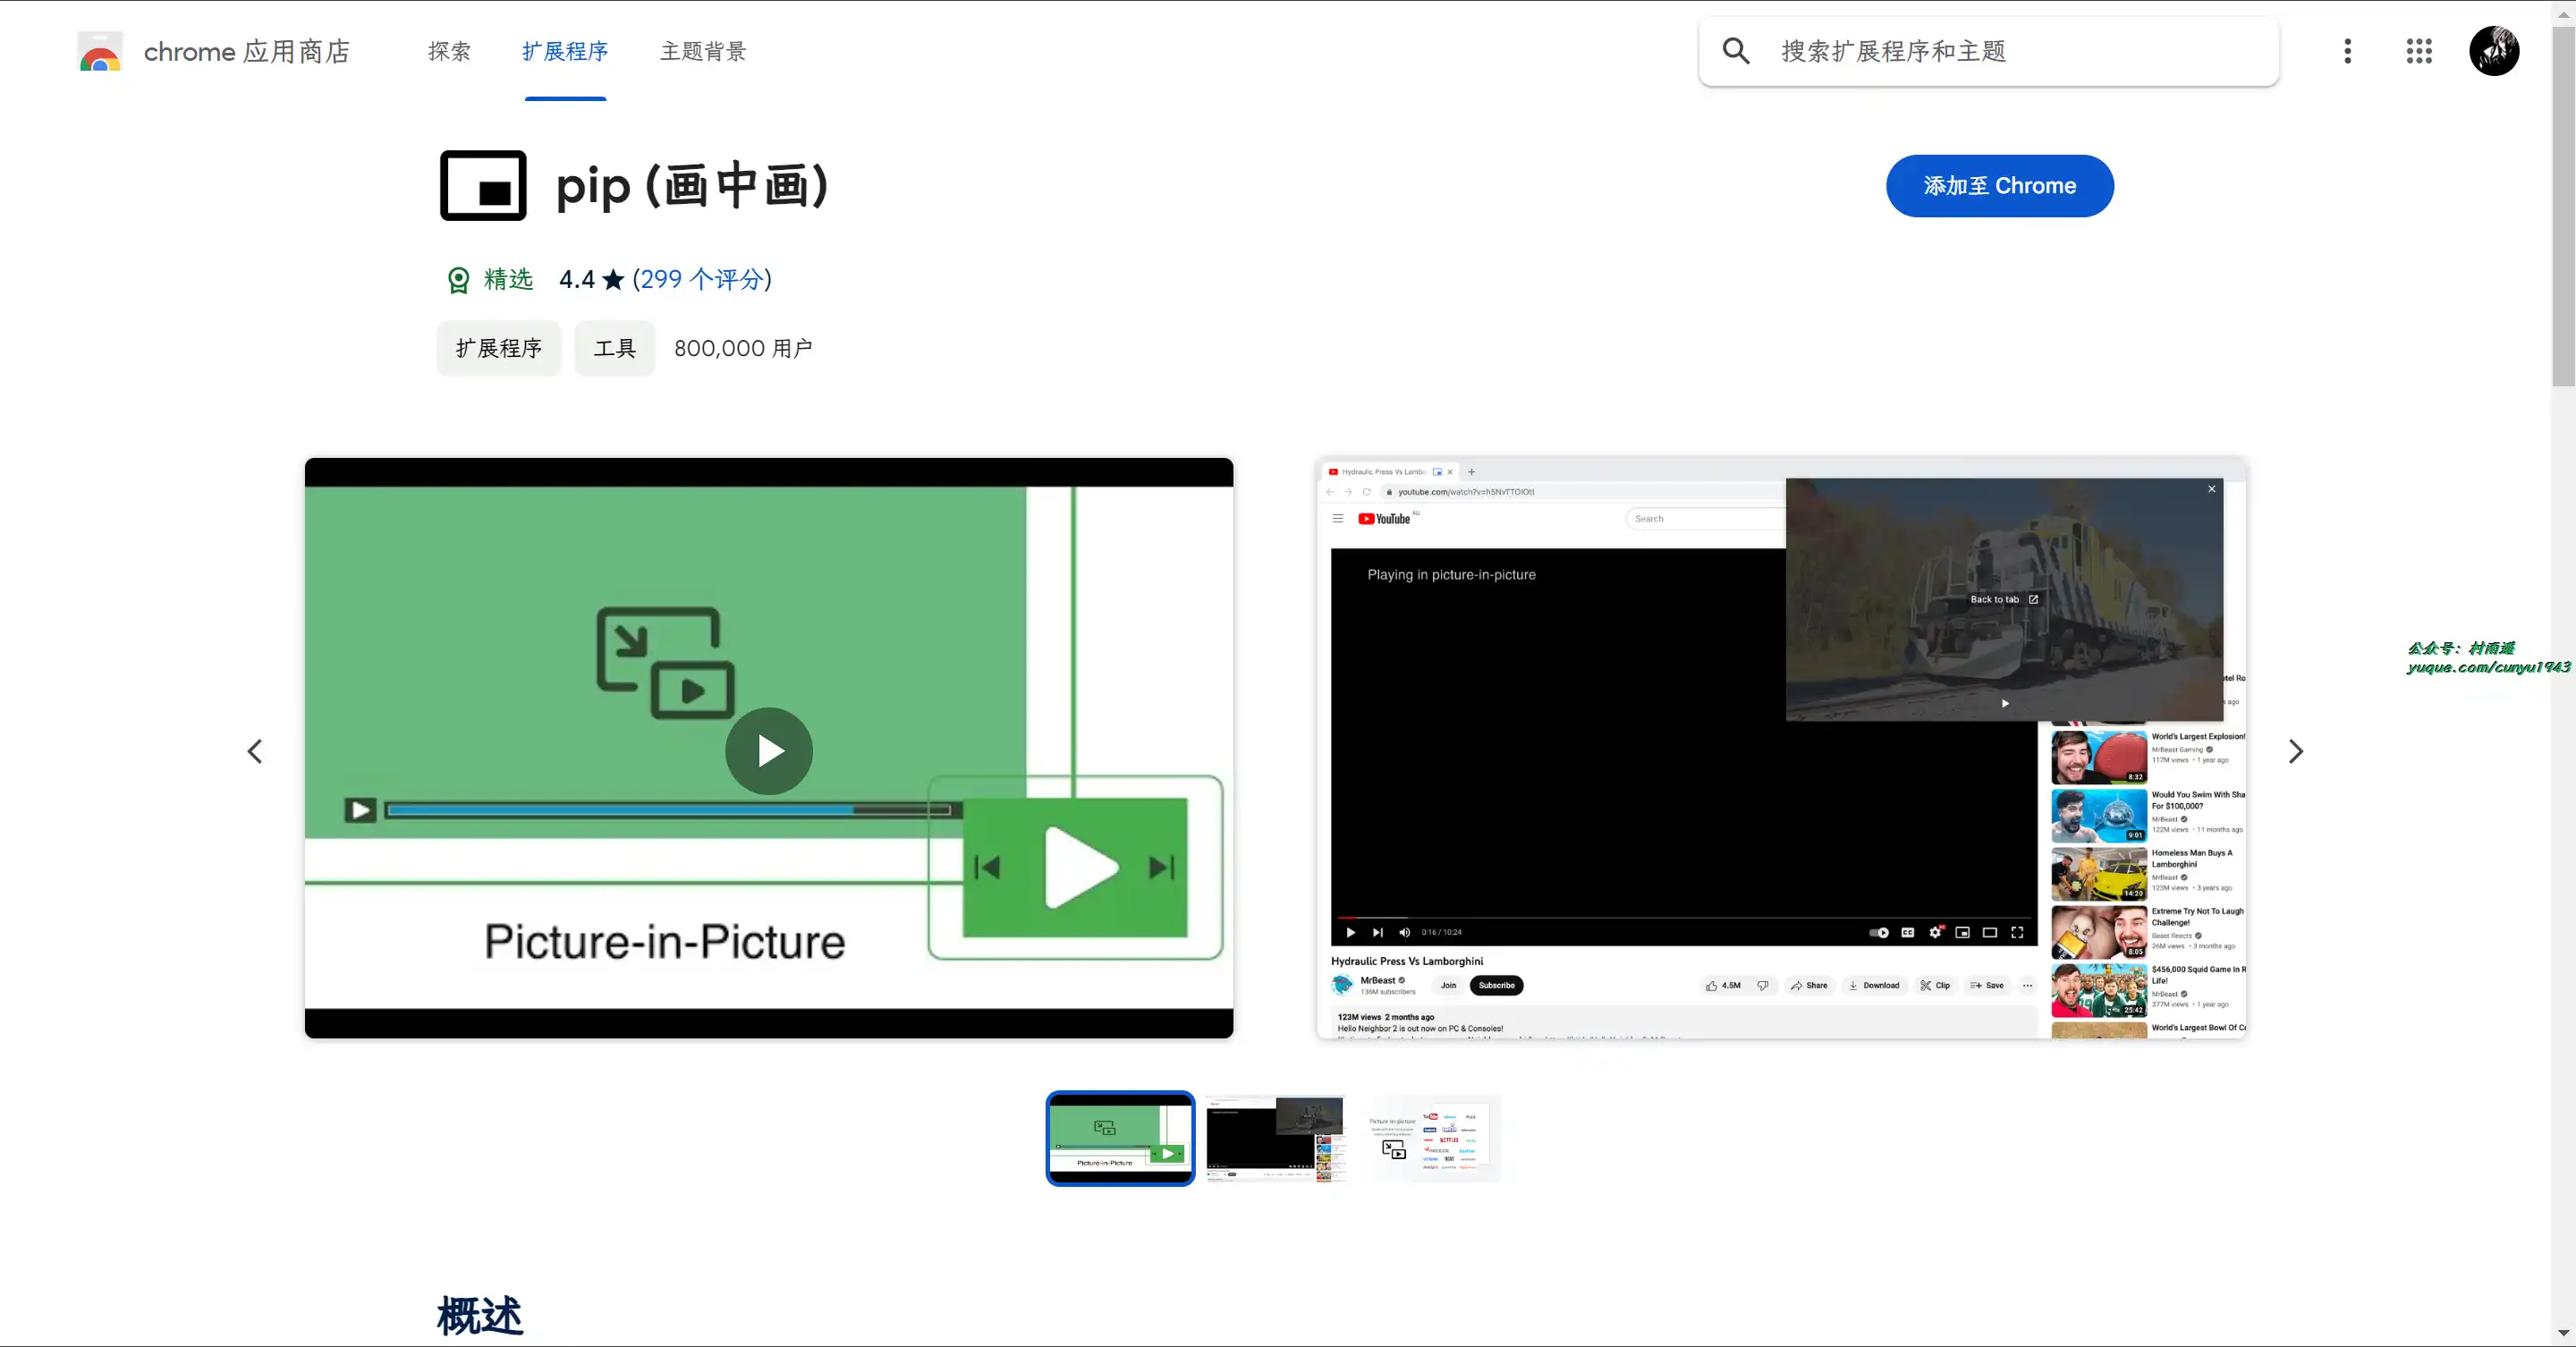 chrome 应用商店
探索
扩展程序
主题背景
搜索扩展程序和主题
pip (画中画)
添加至 Chrome
精选 4.4 ★ (299 个评分)
扩展程序
工具
800,000 用户
Picture-in-Picture
Hydraulic Press Vs Lambo
youtube.com/watch?v=h5NvTTOIOtI
YouTube AU
Search
Playing in picture-in-picture
Back to tab
0:16 / 10:24
Hydraulic Press Vs Lamborghini
MrBeast
136M subscribers
Join
Subscribe
4.5M
Share
Download
Clip
Save
123M views 2 months ago
Hello Neighbor 2 is out now on PC & Consoles!
World's Largest Explosion!
MrBeast Gaming
117M views • 1 year ago
8:32
Would You Swim With Sha
For $100,000?
MrBeast
122M views • 11 months ago
9:01
Homeless Man Buys A
Lamborghini
MrBeast
123M views • 3 years ago
14:20
Extreme Try Not To Laugh
Challenge!
Beast Reacts
26M views • 3 months ago
8:05
$456,000 Squid Game In R
Life!
MrBeast
377M views • 1 year ago
25:42
World's Largest Bowl Of C
公众号：村雨遥
yuque.com/cunyu1943
Picture-in-Picture
Picture-in-picture
NETFLIX
概述